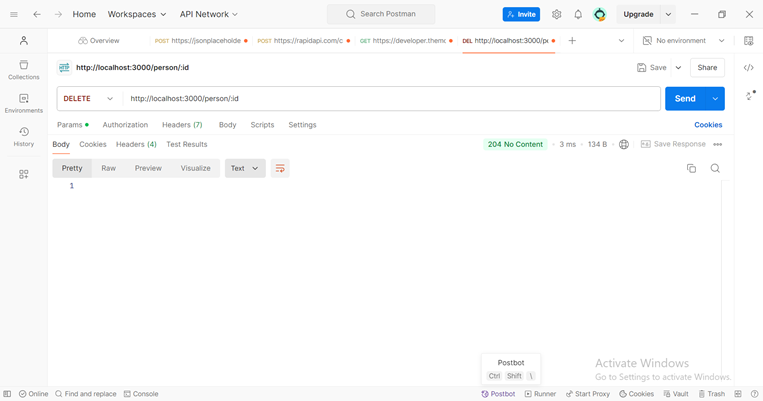 Home Workspaces API Network Search Postman Invite Upgrade
Overview POST https://jsonplaceholde POST https://rapidapi.com/c GET https://developer.themo DEL http://localhost:3000/pe No environment
HTTP http://localhost:3000/person/:id Save Share
Collections
DELETE http://localhost:3000/person/:id Send
Environments
Params Authorization Headers (7) Body Scripts Settings Cookies
History
Body Cookies Headers (4) Test Results 204 No Content 3 ms 134 B Save Response
Pretty Raw Preview Visualize Text
1
Postbot
Ctrl Shift \
Activate Windows
Go to Settings to activate Windows.
Online Find and replace Console Postbot Runner Start Proxy Cookies Vault Trash